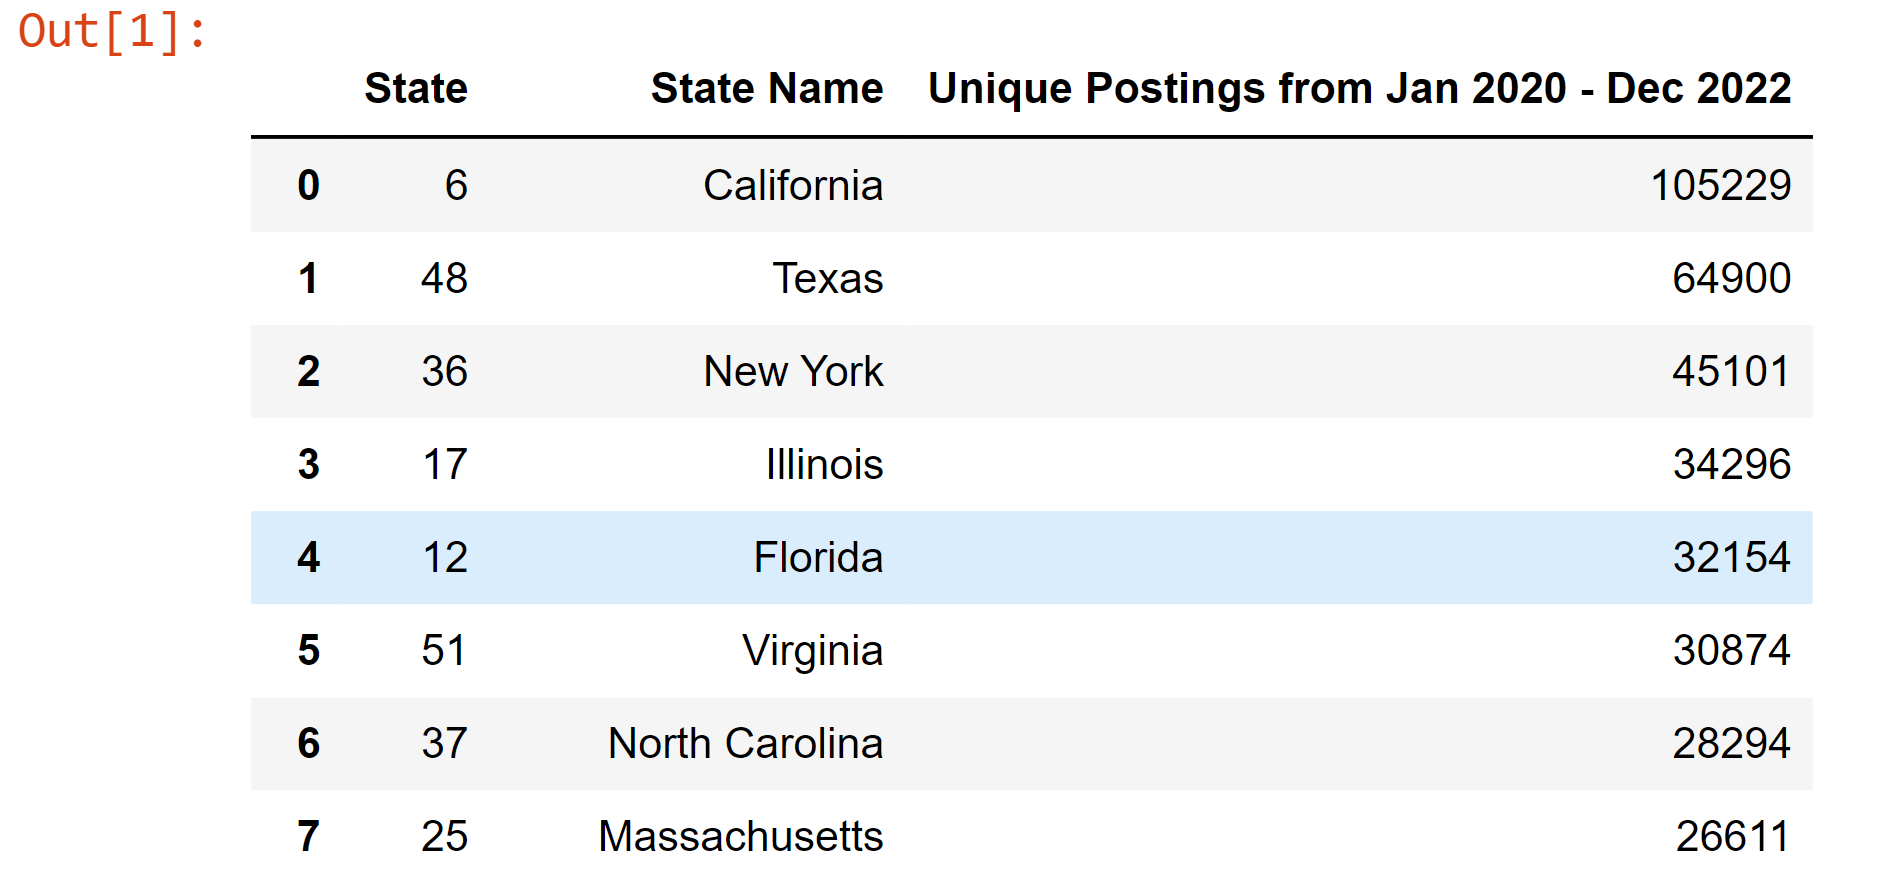 Out[1]:
State State Name Unique Postings from Jan 2020 - Dec 2022
0 6 California 105229
1 48 Texas 64900
2 36 New York 45101
3 17 Illinois 34296
4 12 Florida 32154
5 51 Virginia 30874
6 37 North Carolina 28294
7 25 Massachusetts 26611